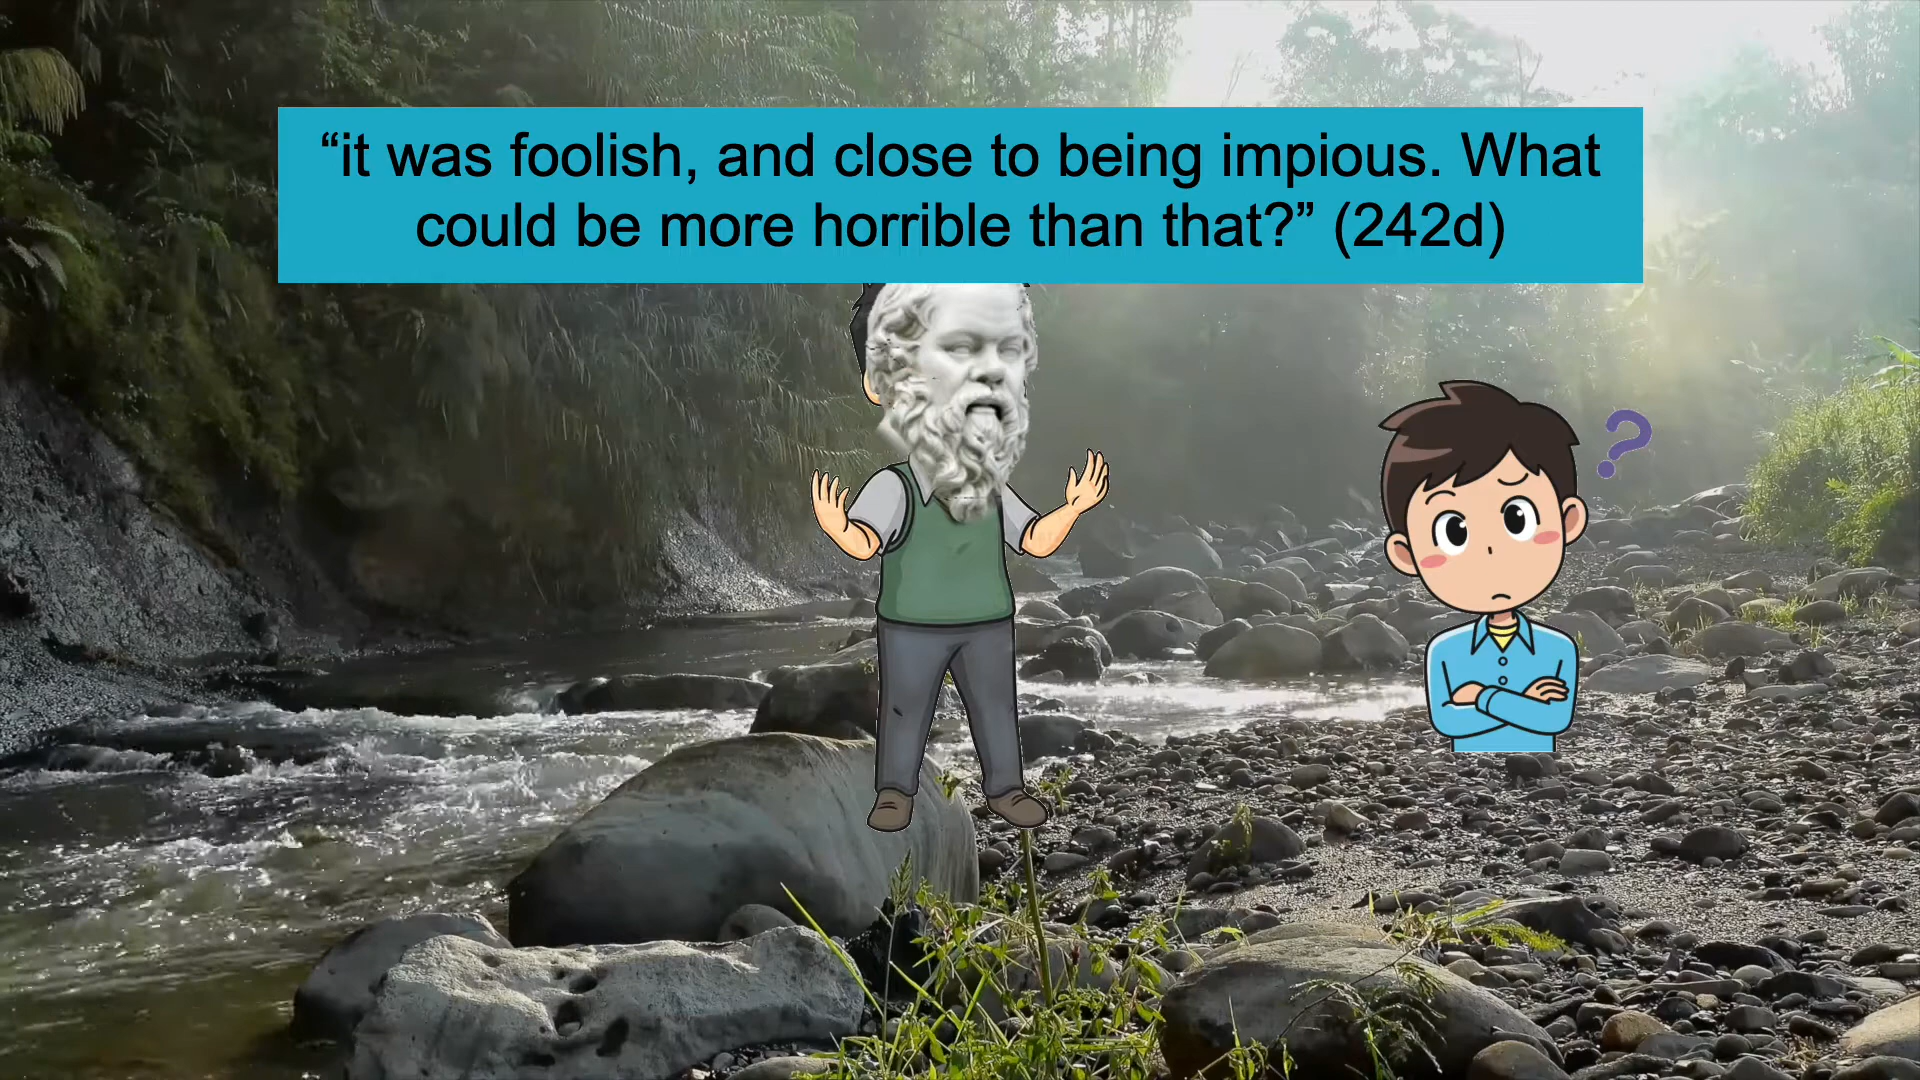 “it was foolish, and close to being impious. What
could be more horrible than that?” (242d)
?